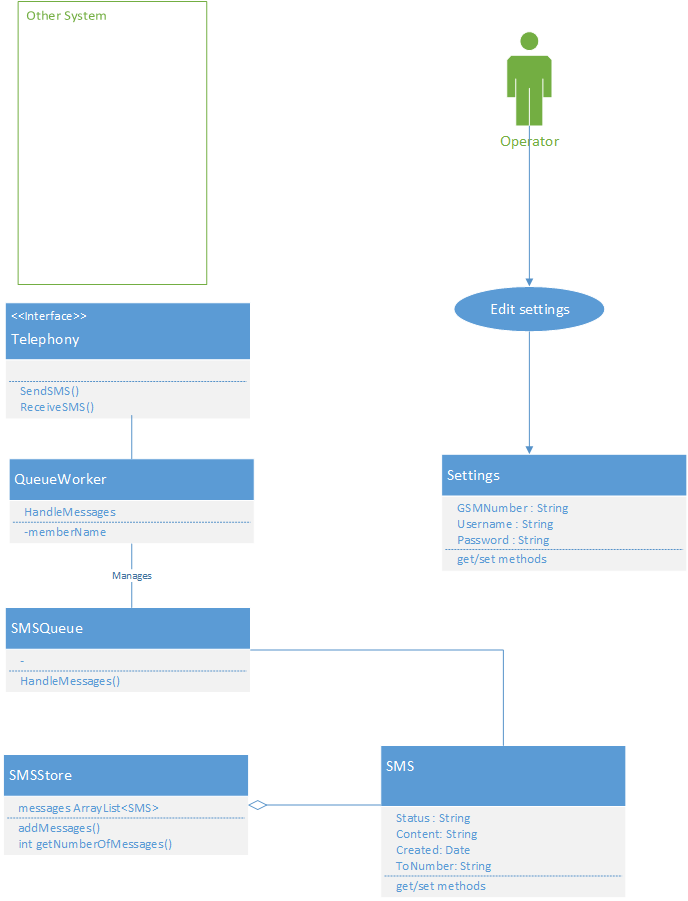 Other System
Operator
Edit settings
<<Interface>>
Telephony
SendSMS()
ReceiveSMS()
QueueWorker
HandleMessages
-memberName
Manages
Settings
GSMNumber : String
Username : String
Password : String
get/set methods
SMSQueue
-
HandleMessages()
SMSStore
messages ArrayList<SMS>
addMessages()
int getNumberOfMessages()
SMS
Status : String
Content: String
Created: Date
ToNumber: String
get/set methods